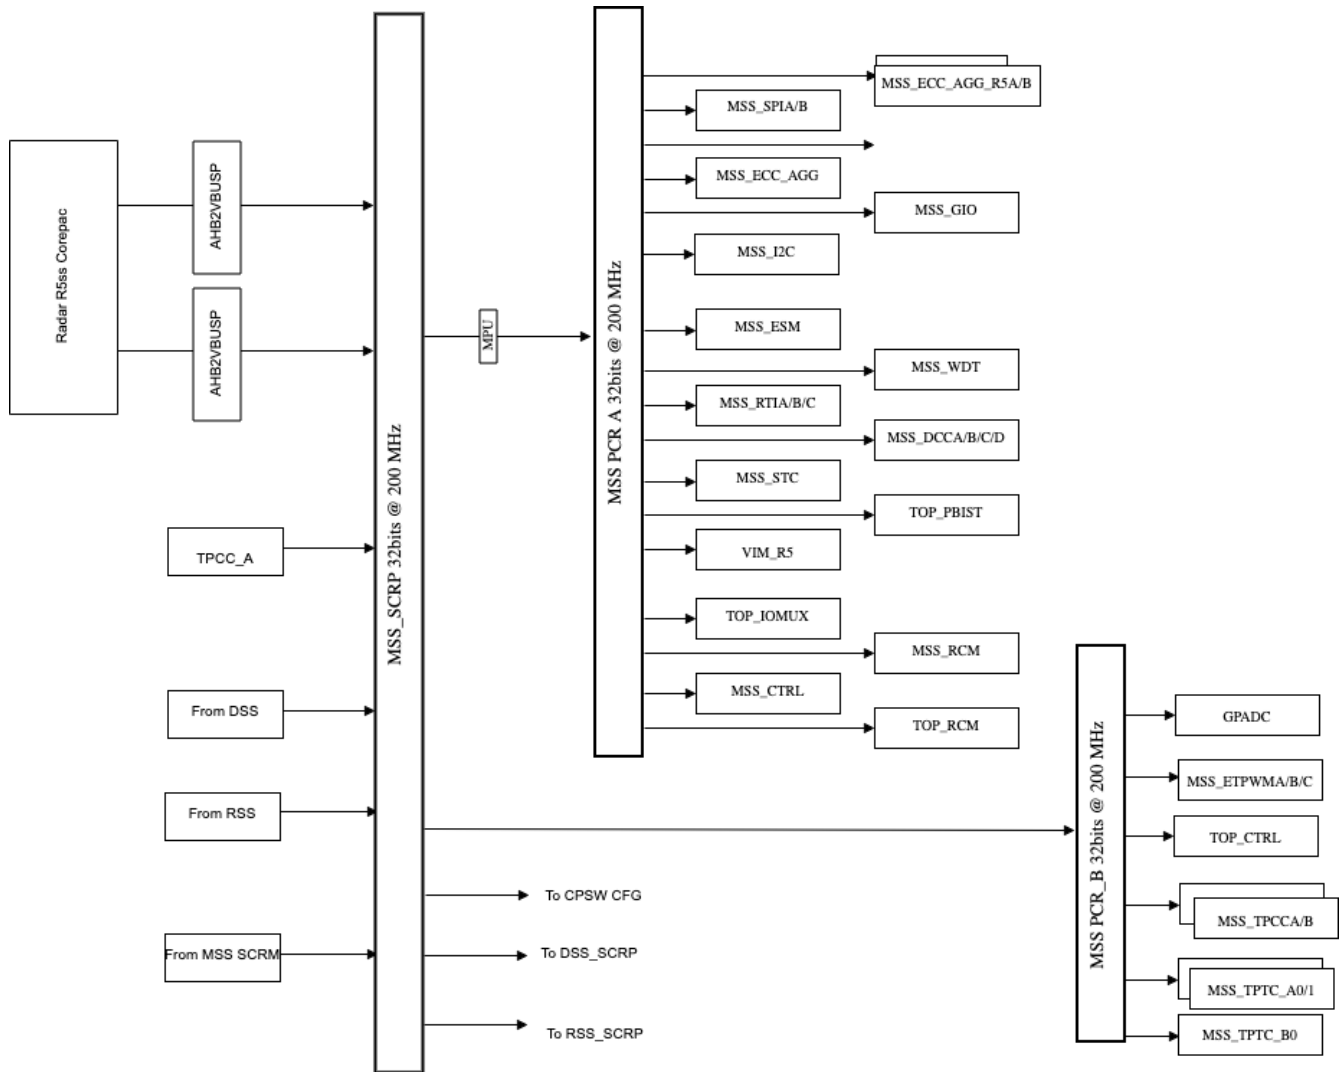 Radar R5ss Corepac
AHB2VBUSP
AHB2VBUSP
TPCC_A
From DSS
From RSS
From MSS SCRM
MSS_SCRP 32bits @ 200 MHz
MPU
To CPSW CFG
To DSS_SCRP
To RSS_SCRP
MSS PCR A 32bits @ 200 MHz
MSS_ECC_AGG_R5A/B
MSS_SPIA/B
MSS_ECC_AGG
MSS_GIO
MSS_I2C
MSS_ESM
MSS_WDT
MSS_RTIA/B/C
MSS_DCCA/B/C/D
MSS_STC
TOP_PBIST
VIM_R5
TOP_IOMUX
MSS_RCM
MSS_CTRL
TOP_RCM
MSS PCR_B 32bits @ 200 MHz
GPADC
MSS_ETPWMA/B/C
TOP_CTRL
MSS_TPCCA/B
MSS_TPTC_A0/1
MSS_TPTC_B0